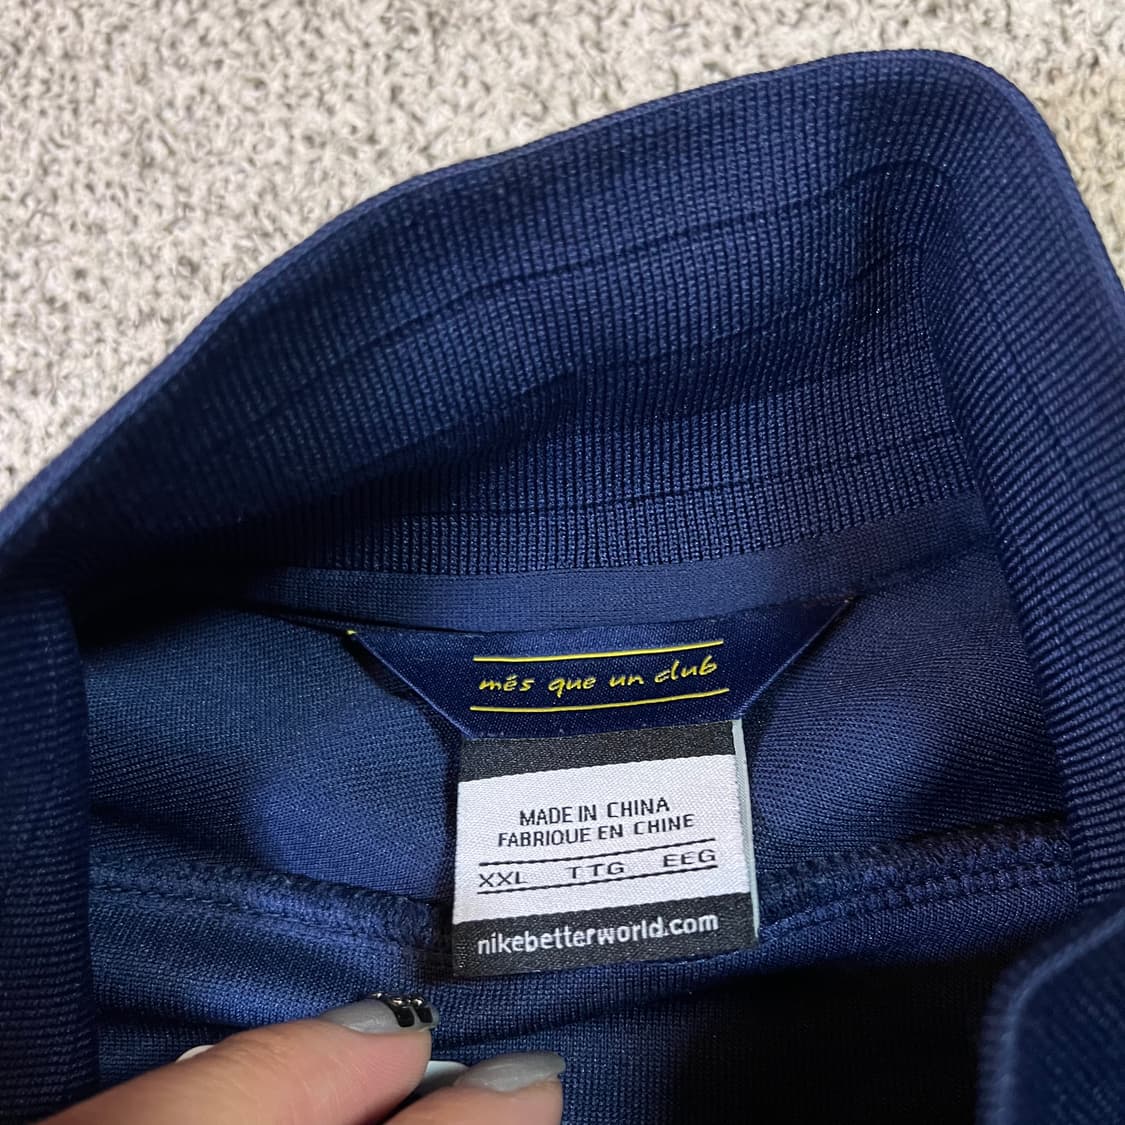 més que un club
MADE IN CHINA
FABRIQUE EN CHINE
XXL TTG EEG
nikebetterworld.com